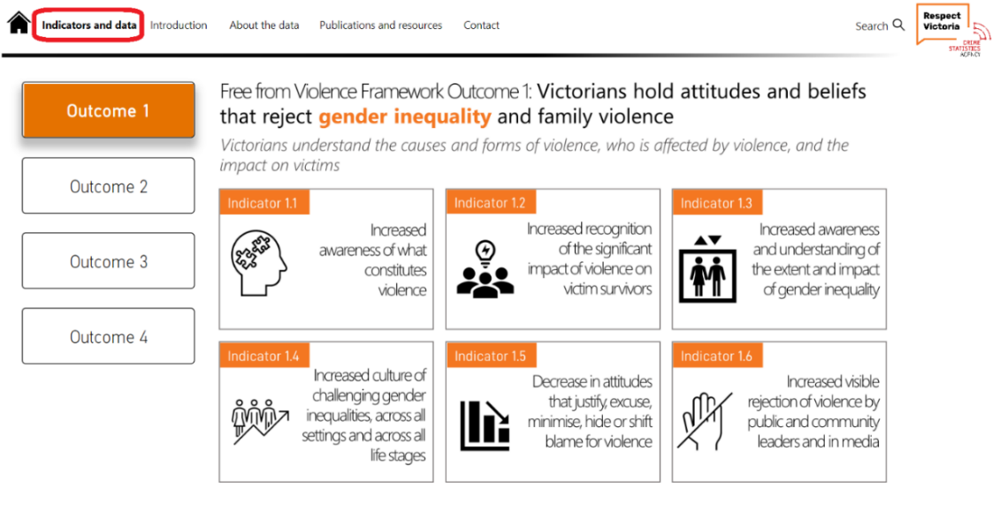 Indicators and data
Introduction
About the data
Publications and resources
Contact
Search
Respect
Victoria
CRIME
STATISTICS
AGENCY
Outcome 1
Outcome 2
Outcome 3
Outcome 4
Free from Violence Framework Outcome 1: Victorians hold attitudes and beliefs
that reject gender inequality and family violence
Victorians understand the causes and forms of violence, who is affected by violence, and the
impact on victims
Indicator 1.1
Increased
awareness of what
constitutes
violence
Indicator 1.2
Increased recognition
of the significant
impact of violence on
victim survivors
Indicator 1.3
Increased awareness
and understanding of
the extent and impact
of gender inequality
Indicator 1.4
Increased culture of
challenging gender
inequalities, across all
settings and across all
life stages
Indicator 1.5
Decrease in attitudes
that justify, excuse,
minimise, hide or shift
blame for violence
Indicator 1.6
Increased visible
rejection of violence by
public and community
leaders and in media